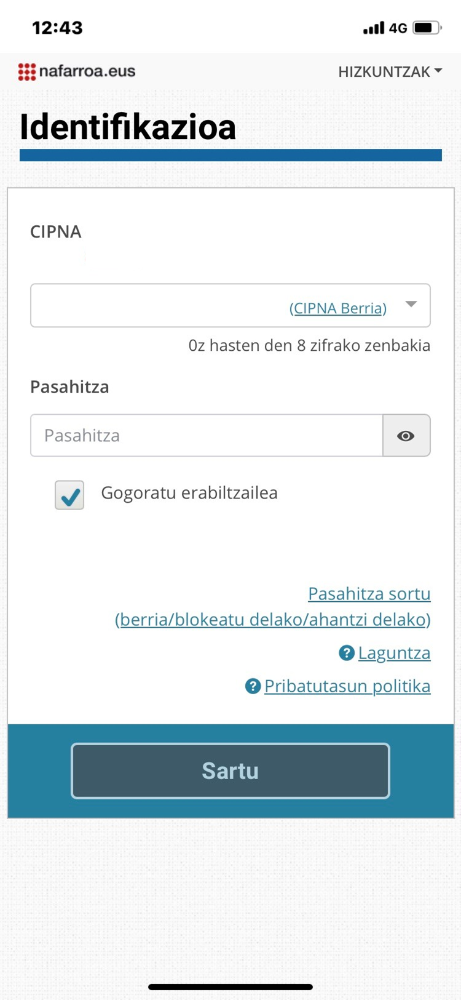 12:43
4G
nafarroa.eus
HIZKUNTZAK
Identifikazioa
CIPNA
(CIPNA Berria)
0z hasten den 8 zifrako zenbakia
Pasahitza
Pasahitza
Gogoratu erabiltzailea
Pasahitza sortu
(berria/blokeatu delako/ahantzi delako)
? Laguntza
? Pribatutasun politika
Sartu